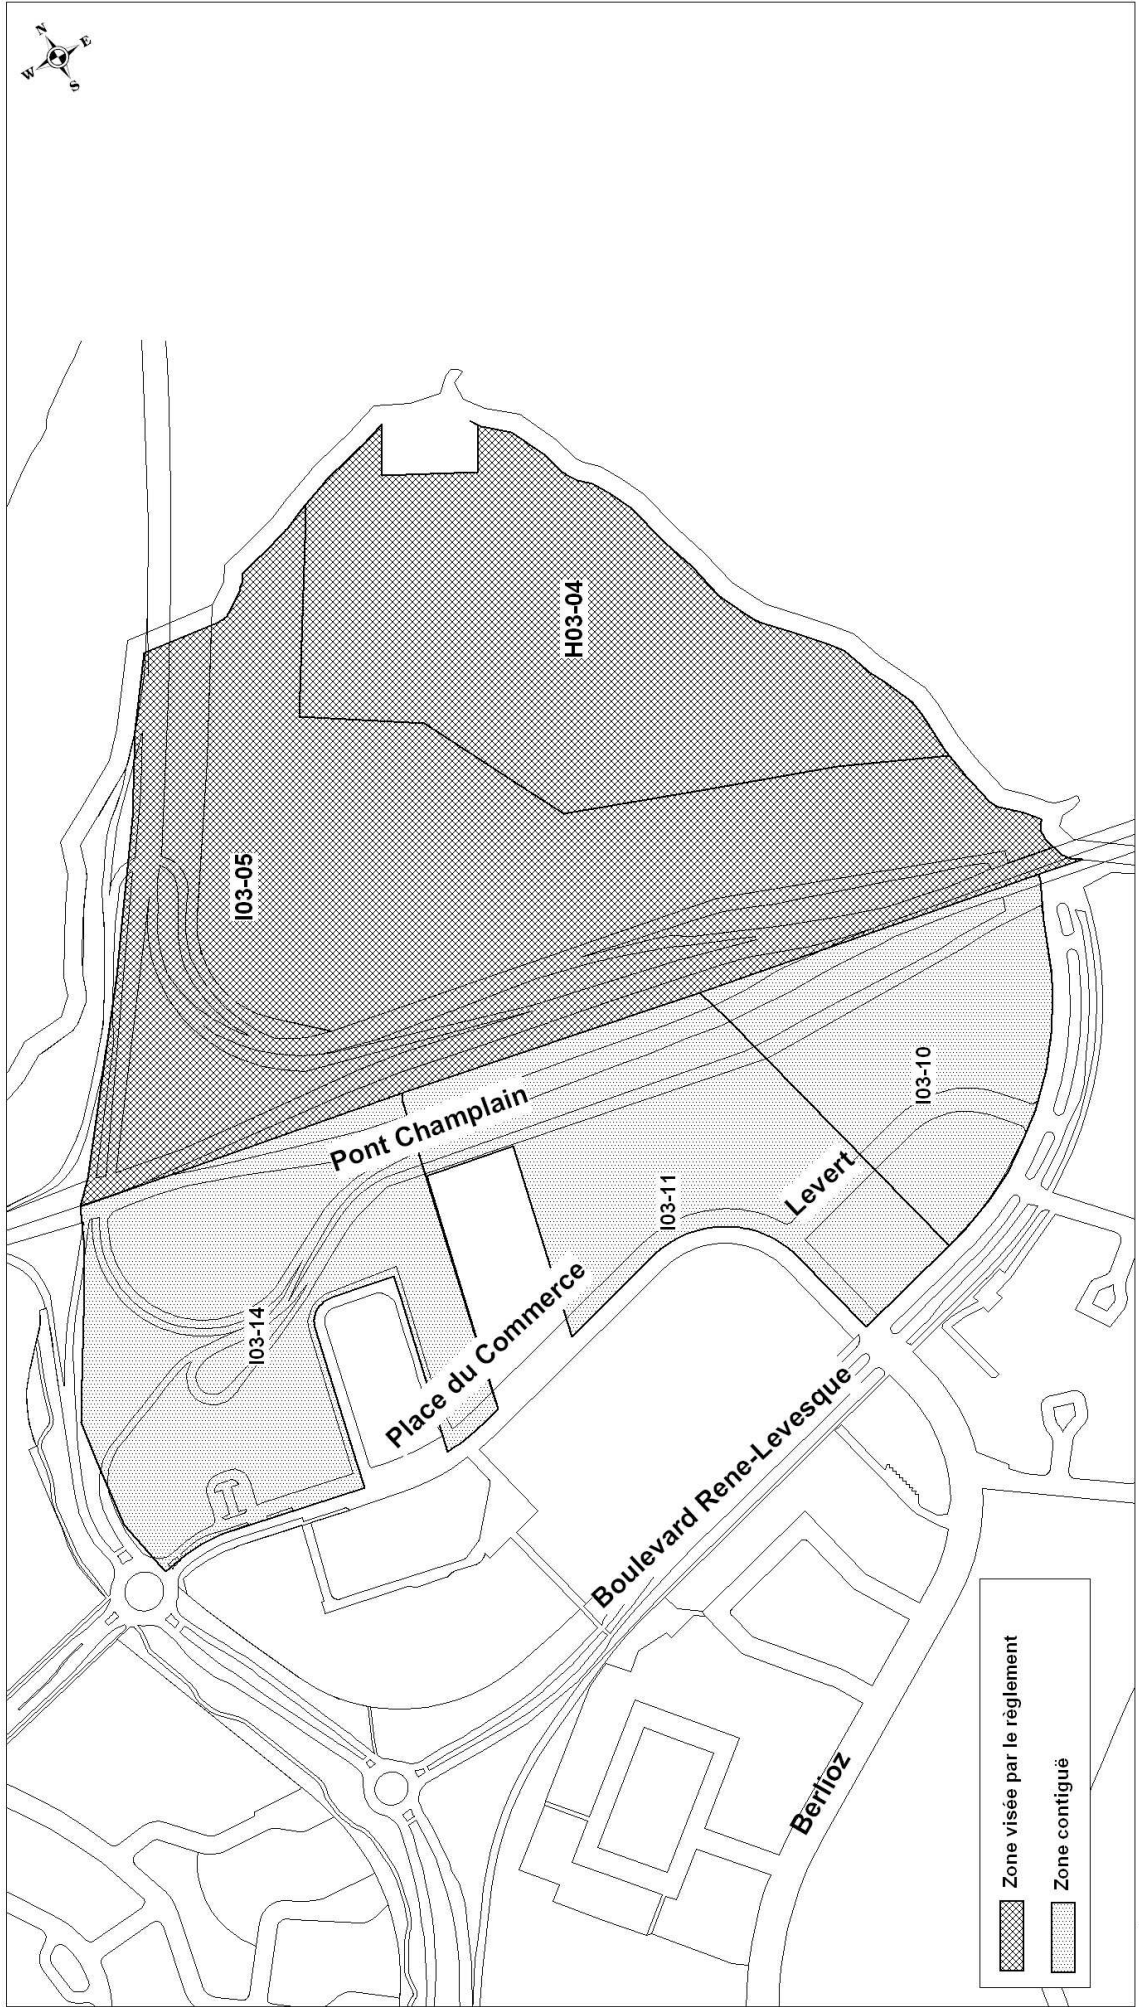 N
E
W
S
H03-04
I03-05
Pont Champlain
I03-10
I03-11
Levert
I03-14
Place du Commerce
Boulevard Rene-Levesque
Berlioz
Zone visée par le règlement
Zone contiguë